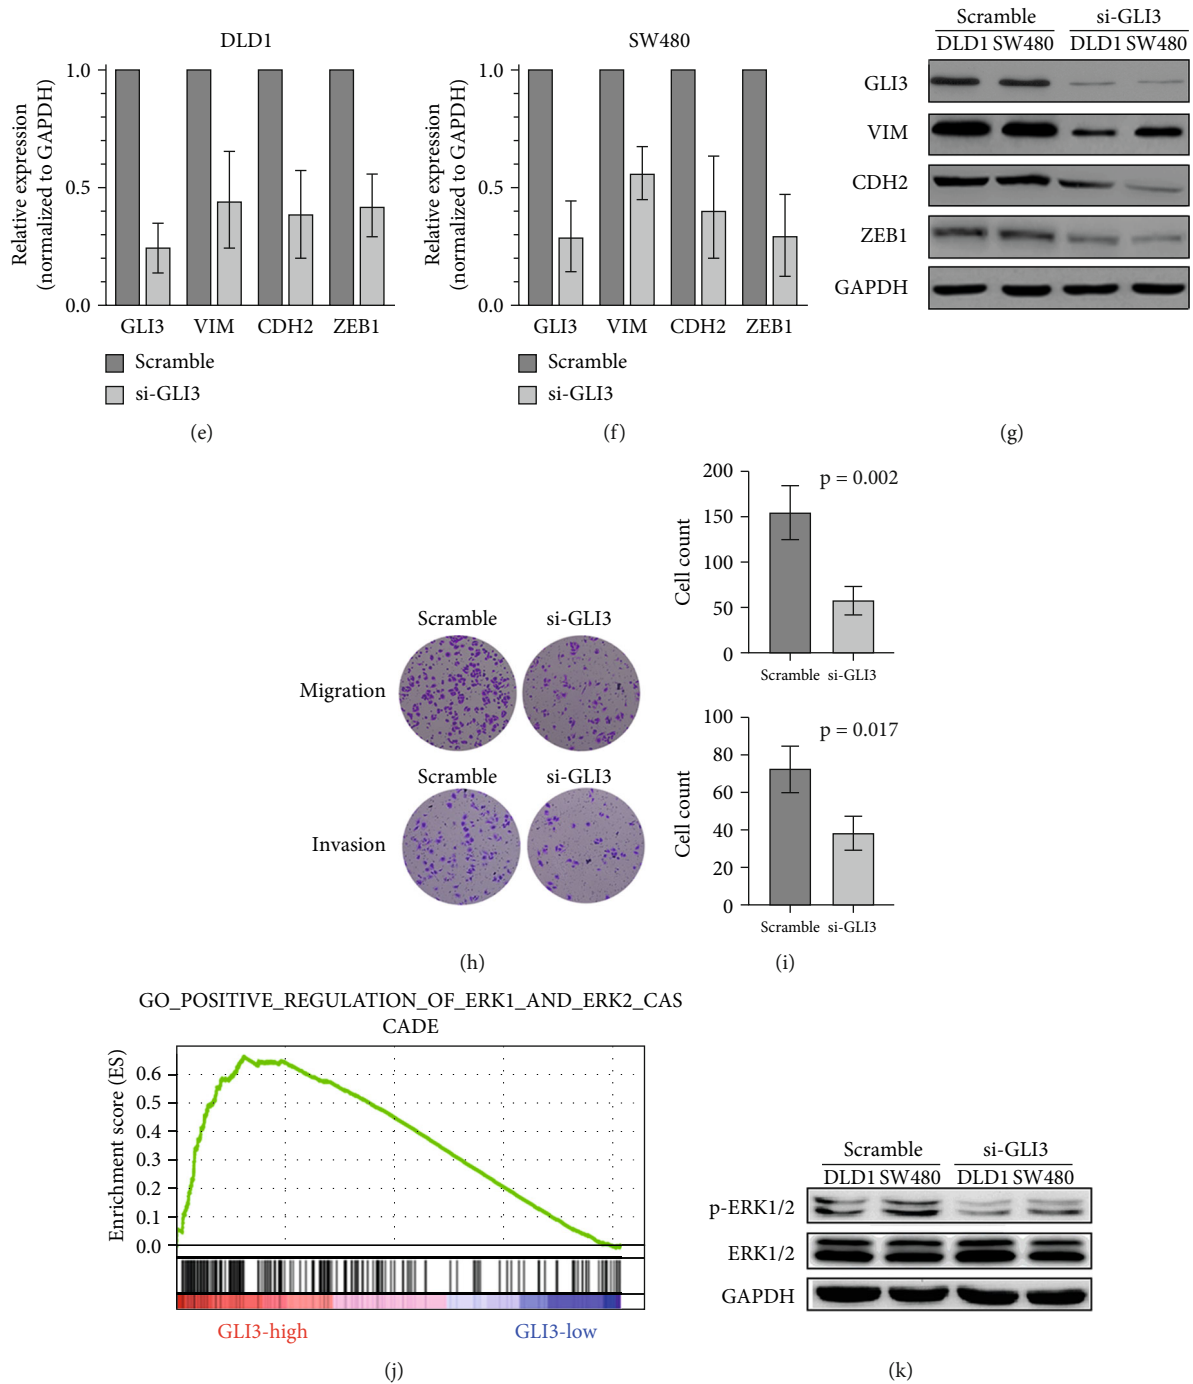 DLD1
Relative expression
(normalized to GAPDH)
1.0
0.5
0.0
GLI3 VIM CDH2 ZEB1
Scramble
si-GLI3
(e)
SW480
Relative expression
(normalized to GAPDH)
1.0
0.5
0.0
GLI3 VIM CDH2 ZEB1
Scramble
si-GLI3
(f)
Scramble si-GLI3
DLD1 SW480 DLD1 SW480
GLI3
VIM
CDH2
ZEB1
GAPDH
(g)
Scramble si-GLI3
Migration
Scramble si-GLI3
Invasion
(h)
Cell count
200
150
100
50
0
p = 0.002
Scramble si-GLI3
Cell count
100
80
60
40
20
0
p = 0.017
Scramble si-GLI3
(i)
GO_POSITIVE_REGULATION_OF_ERK1_AND_ERK2_CAS
CADE
Enrichment score (ES)
0.6
0.5
0.4
0.3
0.2
0.1
0.0
GLI3-high GLI3-low
(j)
Scramble si-GLI3
DLD1 SW480 DLD1 SW480
p-ERK1/2
ERK1/2
GAPDH
(k)